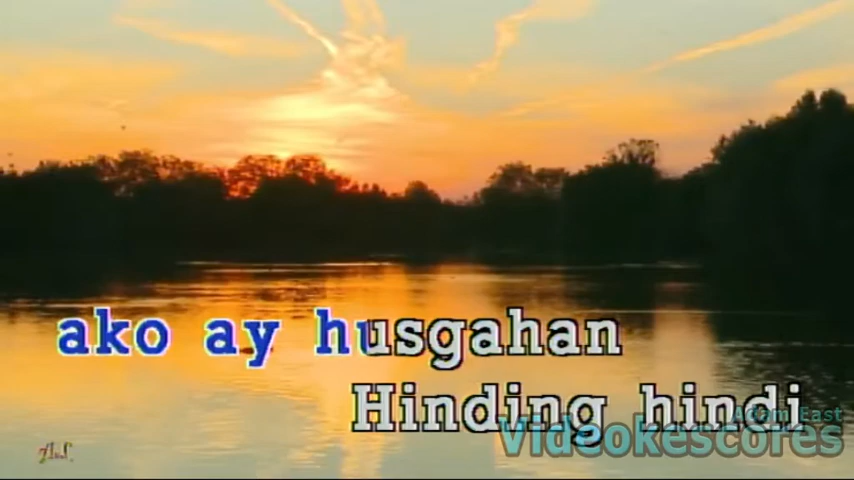 ako ay husgahan
Hinding hindi
Adam East
Videokescores